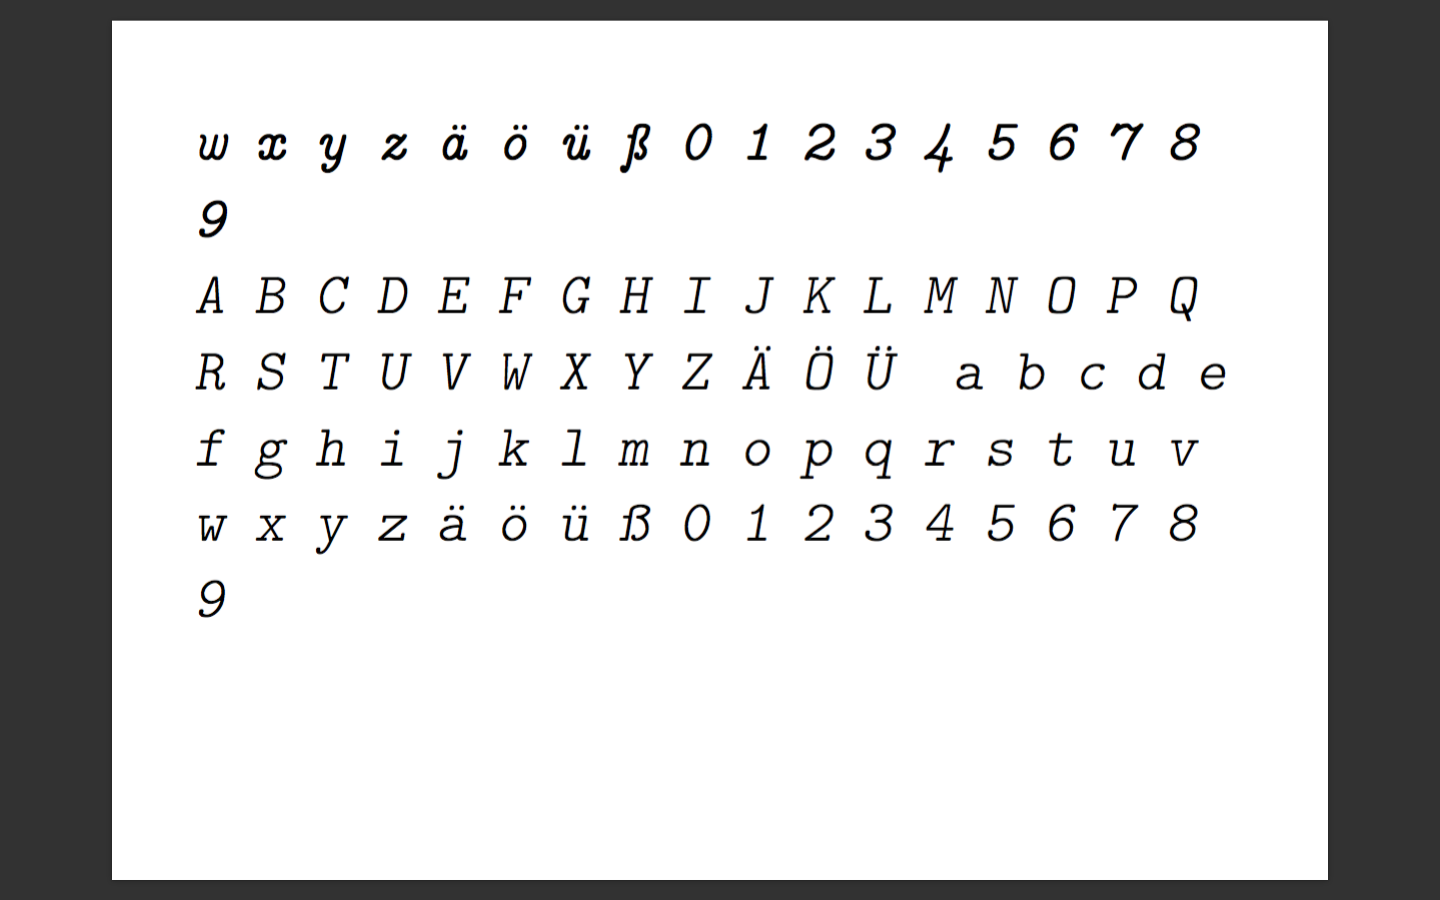 w x y z ä ö ü ß 0 1 2 3 4 5 6 7 8
9
A B C D E F G H I J K L M N O P Q
R S T U V W X Y Z Ä Ö Ü a b c d e
f g h i j k l m n o p q r s t u v
w x y z ä ö ü ß 0 1 2 3 4 5 6 7 8
9